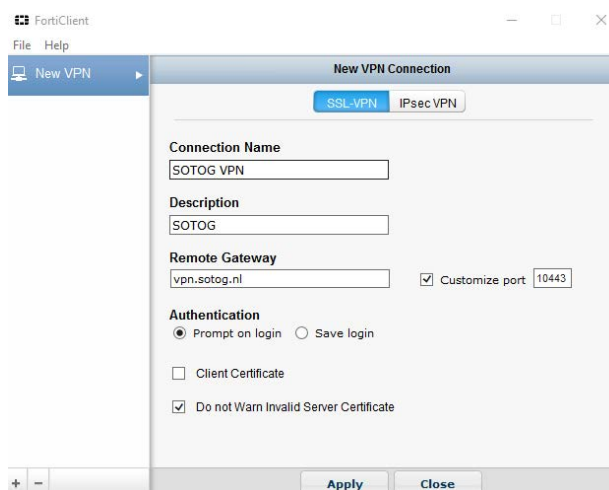 FortiClient
File Help
New VPN
New VPN Connection
SSL-VPN IPsec VPN
Connection Name
SOTOG VPN
Description
SOTOG
Remote Gateway
vpn.sotog.nl Customize port 10443
Authentication
Prompt on login Save login
Client Certificate
Do not Warn Invalid Server Certificate
+ - Apply Close